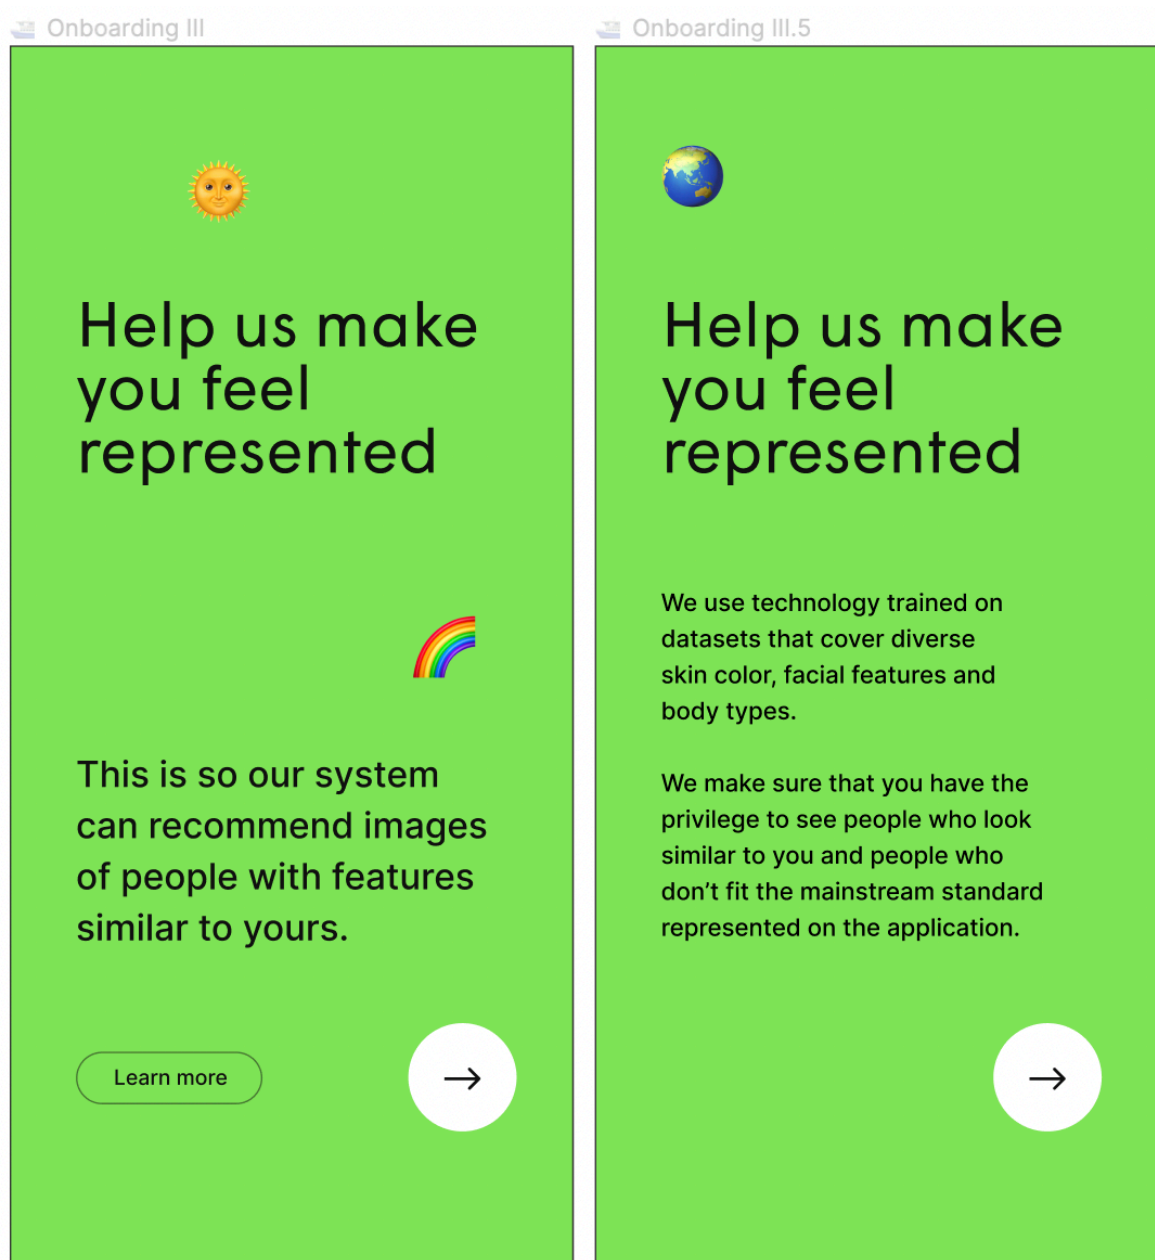 Onboarding III
Help us make
you feel
represented
This is so our system
can recommend images
of people with features
similar to yours.
Learn more
Onboarding III.5
Help us make
you feel
represented
We use technology trained on
datasets that cover diverse
skin color, facial features and
body types.
We make sure that you have the
privilege to see people who look
similar to you and people who
don’t fit the mainstream standard
represented on the application.